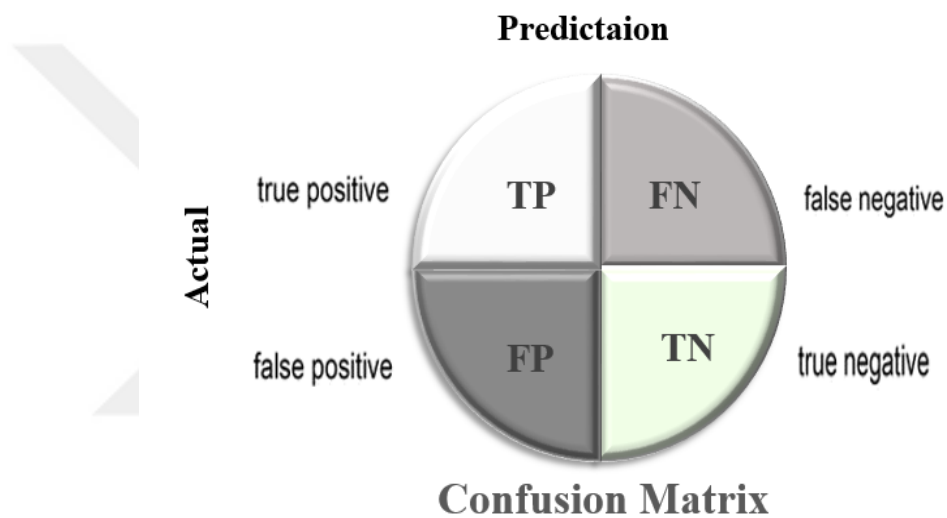 Predictaion
true positive
TP
FN
false negative
Actual
false positive
FP
TN
true negative
Confusion Matrix